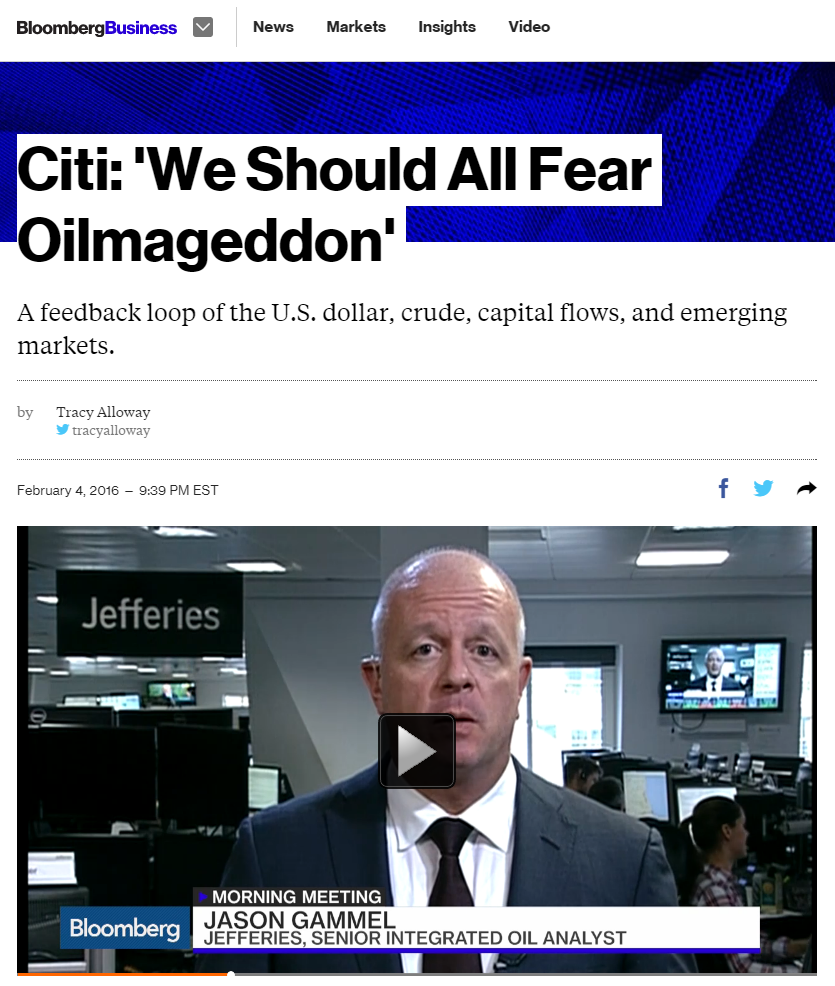 BloombergBusiness
News Markets Insights Video
Citi: 'We Should All Fear
Oilmageddon'
A feedback loop of the U.S. dollar, crude, capital flows, and emerging
markets.
by Tracy Alloway
tracyalloway
February 4, 2016 – 9:39 PM EST
Jefferies
MORNING MEETING
Bloomberg
JASON GAMMEL
JEFFERIES, SENIOR INTEGRATED OIL ANALYST